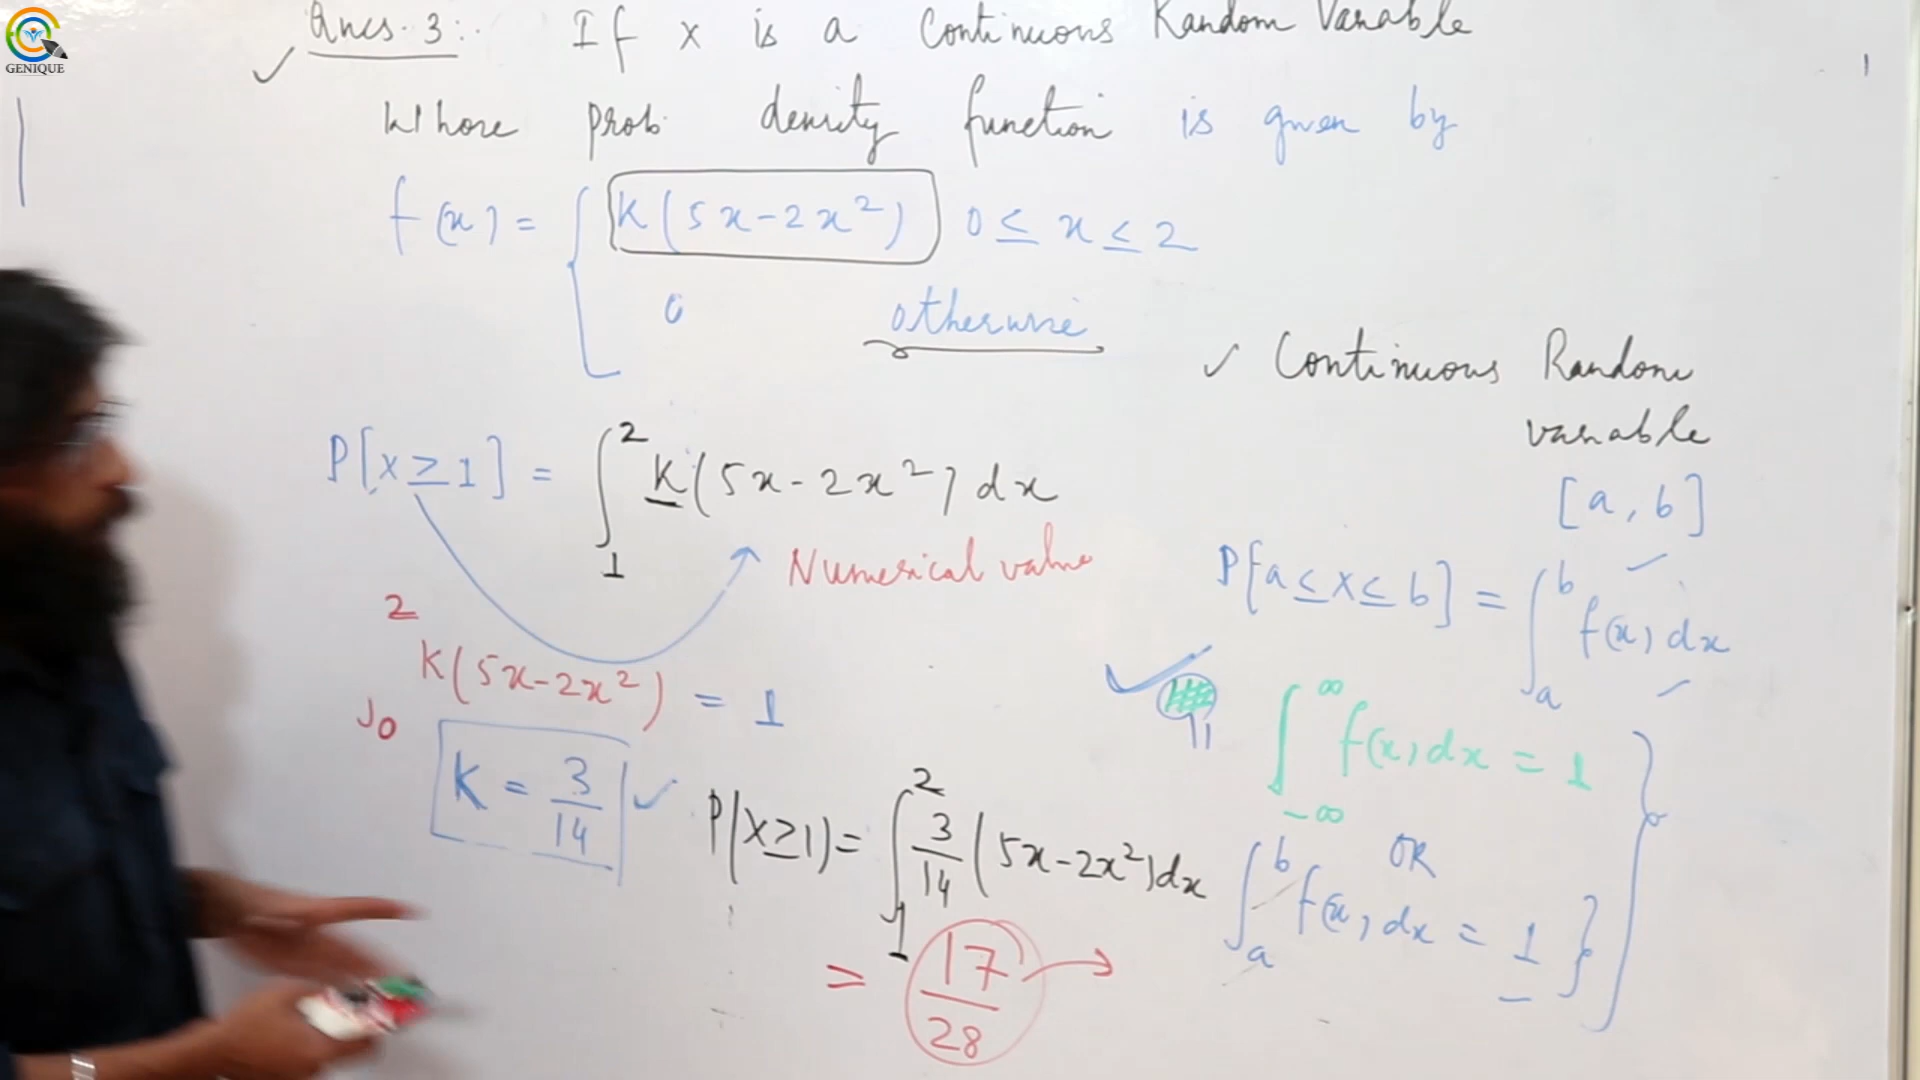 GENIQUE
Ques. 3:. If x is a Continuous Random Variable
Whose prob. density function is given by
f(x) = { K(5x-2x²) 0 ≤ x ≤ 2
0 otherwise
✓ Continuous Random
variable
[a, b]
P[x ≥ 1] = ∫₁² K(5x-2x²) dx
Numerical value
P[a ≤ x ≤ b] = ∫ₐᵇ f(x) dx
∫₀² K(5x-2x²) = 1
K = 3/14 ✓
∫₋∞^∞ f(x) dx = 1
OR
∫ₐᵇ f(x) dx = 1
P(x ≥ 1) = ∫₁² 3/14 (5x-2x²) dx
= 17/28 →